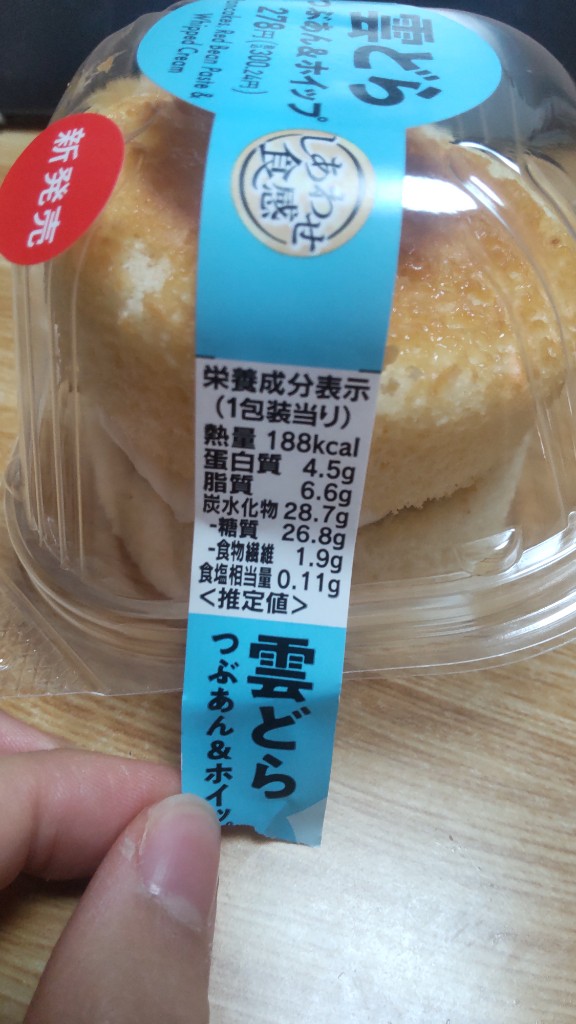 雲どら
つぶあん&ホイップ
278円(税込300.24円)
Red Bean Paste &
Whipped Cream
新発売
しあわせ
食感
栄養成分表示
(1包装当り)
熱量 188kcal
蛋白質 4.5g
脂質 6.6g
炭水化物 28.7g
-糖質 26.8g
-食物繊維 1.9g
食塩相当量 0.11g
<推定値>
雲どら
つぶあん&ホイップ